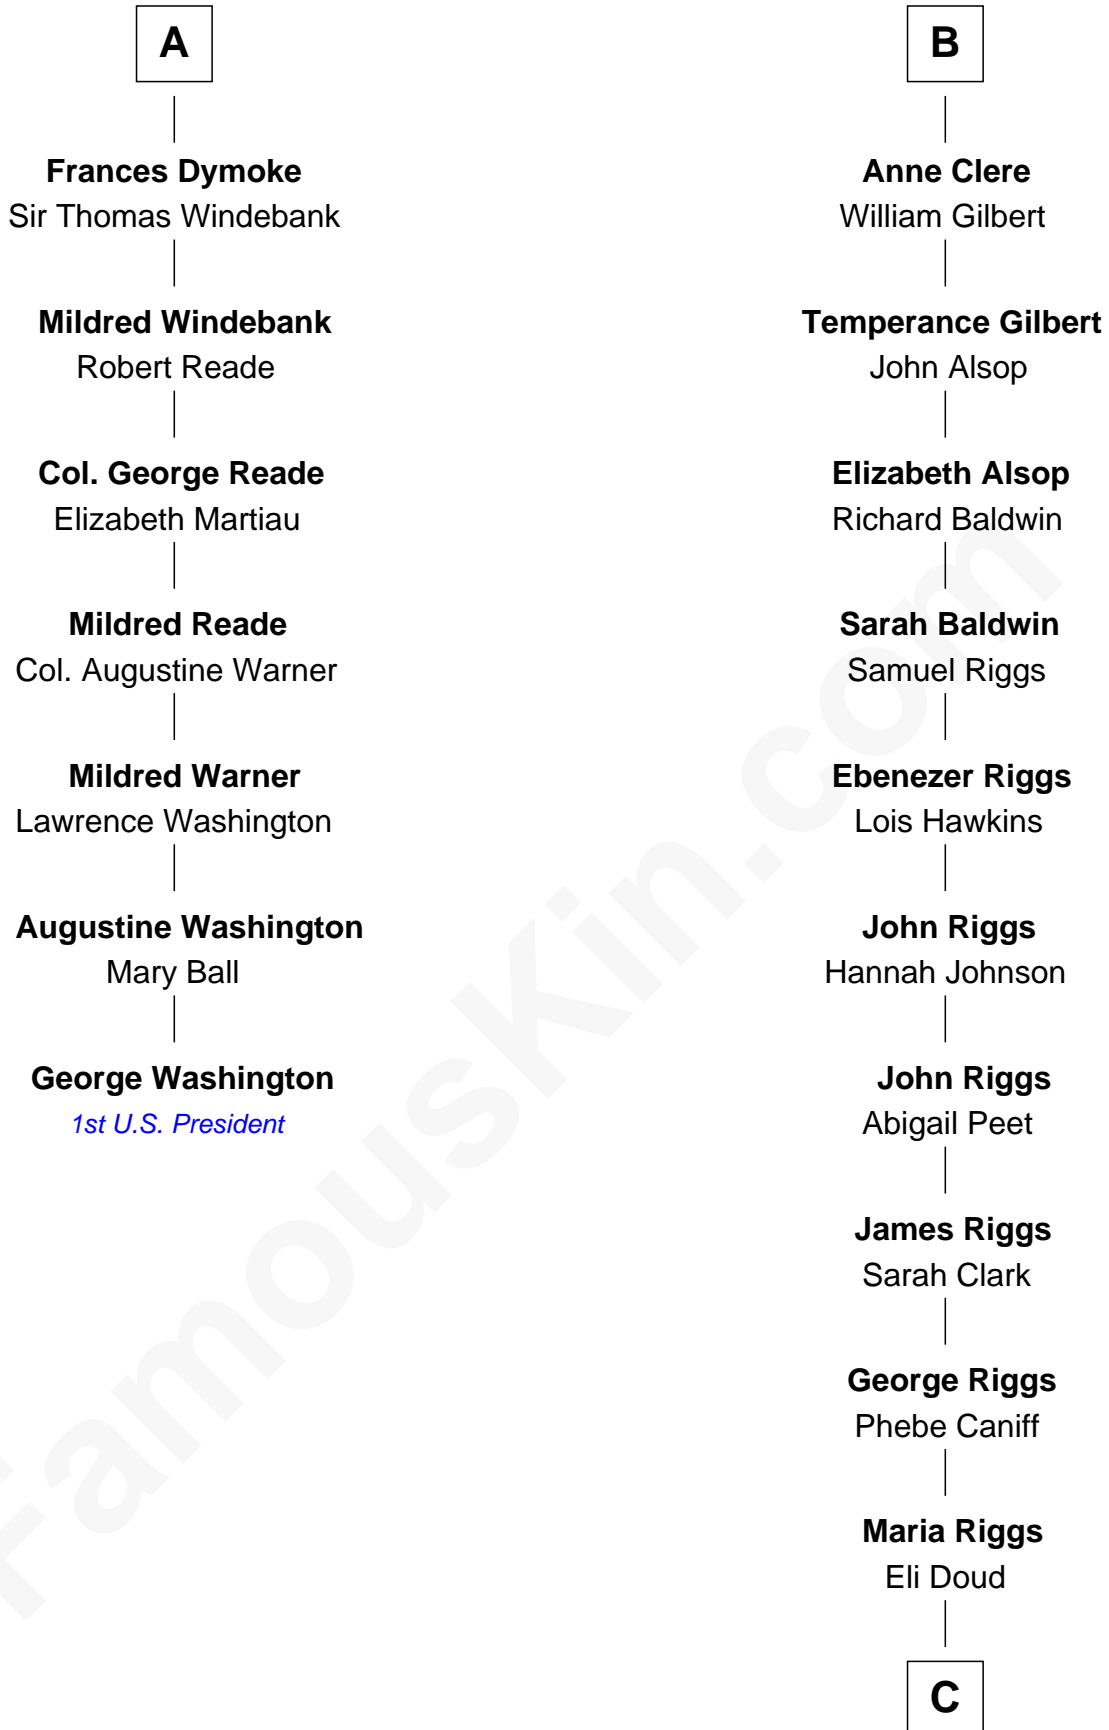 A
Frances Dymoke
Sir Thomas Windebank
Mildred Windebank
Robert Reade
Col. George Reade
Elizabeth Martiau
Mildred Reade
Col. Augustine Warner
Mildred Warner
Lawrence Washington
Augustine Washington
Mary Ball
George Washington
1st U.S. President
B
Anne Clere
William Gilbert
Temperance Gilbert
John Alsop
Elizabeth Alsop
Richard Baldwin
Sarah Baldwin
Samuel Riggs
Ebenezer Riggs
Lois Hawkins
John Riggs
Hannah Johnson
John Riggs
Abigail Peet
James Riggs
Sarah Clark
George Riggs
Phebe Caniff
Maria Riggs
Eli Doud
C
FamousKin.com